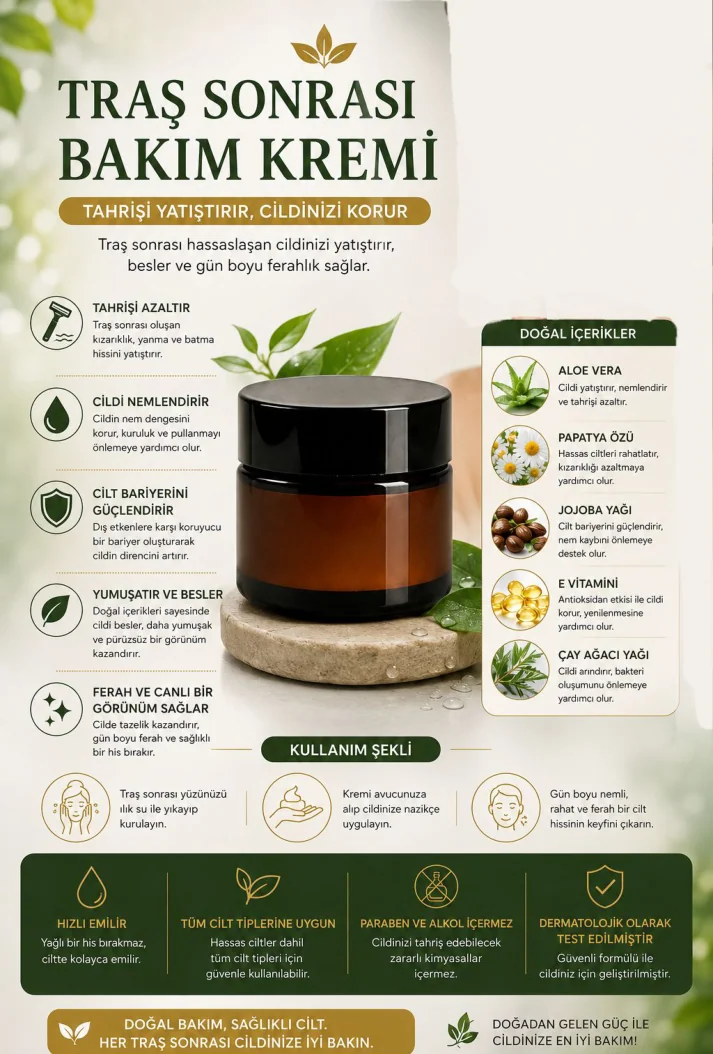 TRAŞ SONRASI
BAKIM KREMİ
TAHRİŞİ YATIŞTIRIR, CİLDİNİZİ KORUR
Traş sonrası hassaslaşan cildinizi yatıştırır,
besler ve gün boyu ferahlık sağlar.
TAHRİŞİ AZALTIR
Traş sonrası oluşan
kızarıklık, yanma ve batma
hissini yatıştırır.
CİLDİ NEMLENDİRİR
Cildin nem dengesini
korur, kuruluk ve pullanmayı
önlemeye yardımcı olur.
CİLT BARİYERİNİ
GÜÇLENDİRİR
Dış etkenlere karşı koruyucu
bir bariyer oluşturarak
cildin direncini artırır.
YUMUŞATIR VE BESLER
Doğal içerikleri sayesinde
cildi besler, daha yumuşak
ve pürüzsüz bir görünüm
kazandırır.
FERAH VE CANLI BİR
GÖRÜNÜM SAĞLAR
Cilde tazelik kazandırır,
gün boyu ferah ve sağlıklı
bir his bırakır.
DOĞAL İÇERİKLER
ALOE VERA
Cildi yatıştırır, nemlendirir
ve tahrişi azaltır.
PAPATYA ÖZÜ
Hassas ciltleri rahatlatır,
kızarıklığı azaltmaya
yardımcı olur.
JOJOBA YAĞI
Cilt bariyerini güçlendirir,
nem kaybını önlemeye
destek olur.
E VİTAMİNİ
Antioksidan etkisi ile cildi
korur, yenilenmesine
yardımcı olur.
ÇAY AĞACI YAĞI
Cildi arındırır, bakteri
oluşumunu önlemeye
yardımcı olur.
KULLANIM ŞEKLİ
Traş sonrası yüzünüzü
ılık su ile yıkayıp
kurulayın.
Kremi avucunuza
alıp cildinize nazikçe
uygulayın.
Gün boyu nemli,
rahat ve ferah bir cilt
hissinin keyfini çıkarın.
HIZLI EMİLİR
Yağlı bir his bırakmaz,
ciltte kolayca emilir.
TÜM CİLT TİPLERİNE UYGUN
Hassas ciltler dahil
tüm cilt tipleri için
güvenle kullanılabilir.
PARABEN VE ALKOL İÇERMEZ
Cildinizi tahriş edebilecek
zararlı kimyasallar
içermez.
DERMATOLOJİK OLARAK
TEST EDİLMİŞTİR
Güvenli formülü ile
cildiniz için geliştirilmiştir.
DOĞAL BAKIM, SAĞLIKLI CİLT.
HER TRAŞ SONRASI CİLDİNİZE İYİ BAKIN.
DOĞADAN GELEN GÜÇ İLE
CİLDİNİZE EN İYİ BAKIM!